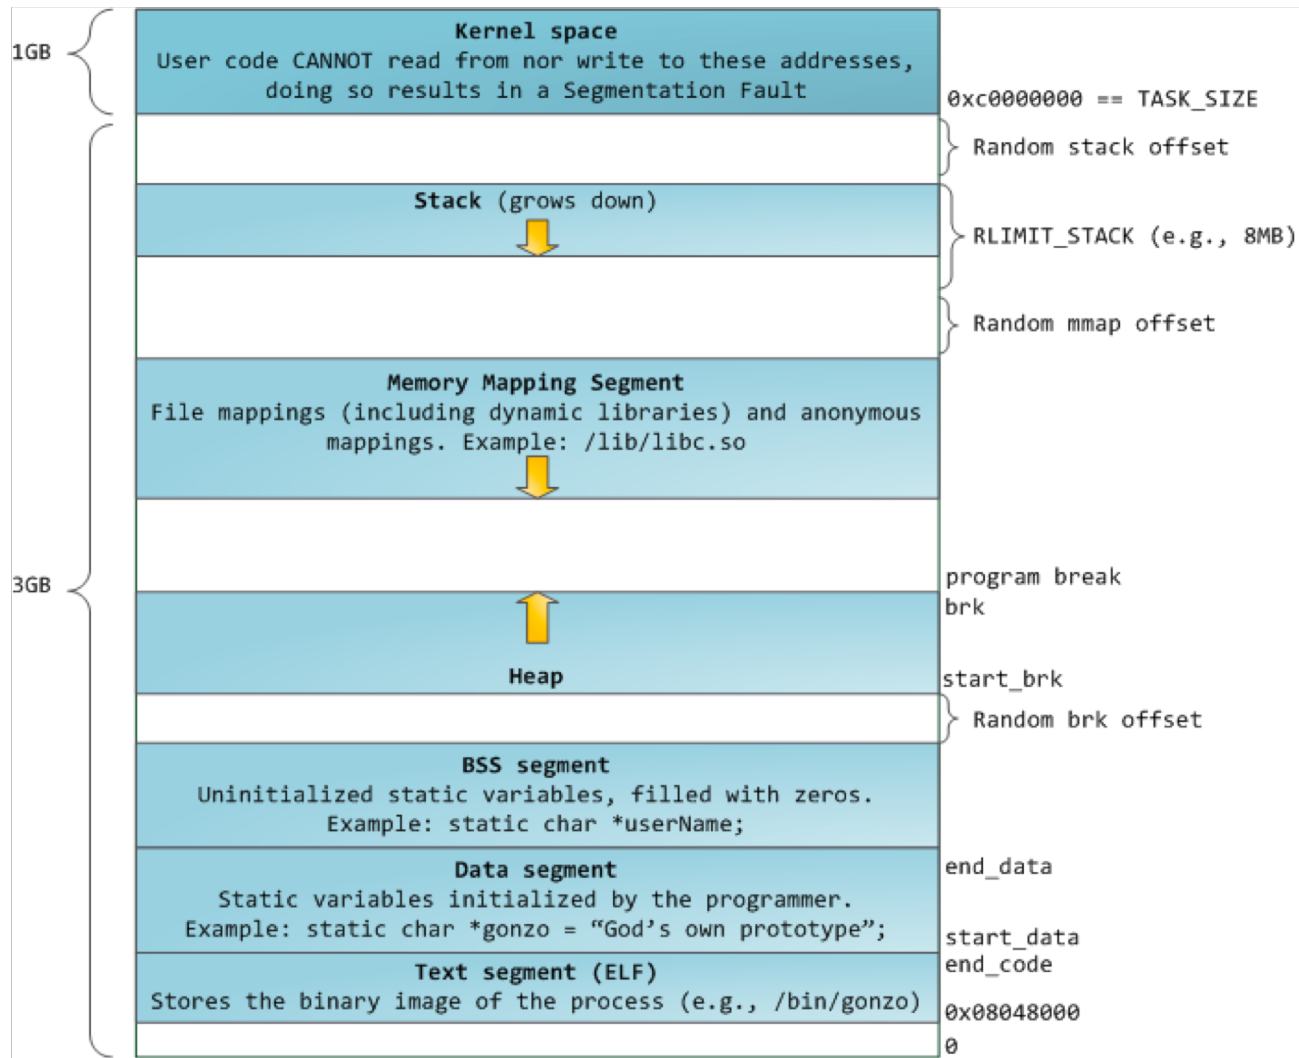 1GB
Kernel space
User code CANNOT read from nor write to these addresses,
doing so results in a Segmentation Fault
0xc0000000 == TASK_SIZE
Random stack offset
Stack (grows down)
RLIMIT_STACK (e.g., 8MB)
Random mmap offset
Memory Mapping Segment
File mappings (including dynamic libraries) and anonymous
mappings. Example: /lib/libc.so
3GB
program break
brk
Heap
start_brk
Random brk offset
BSS segment
Uninitialized static variables, filled with zeros.
Example: static char *userName;
Data segment
end_data
Static variables initialized by the programmer.
Example: static char *gonzo = “God’s own prototype”;
start_data
end_code
Text segment (ELF)
Stores the binary image of the process (e.g., /bin/gonzo)
0x08048000
0